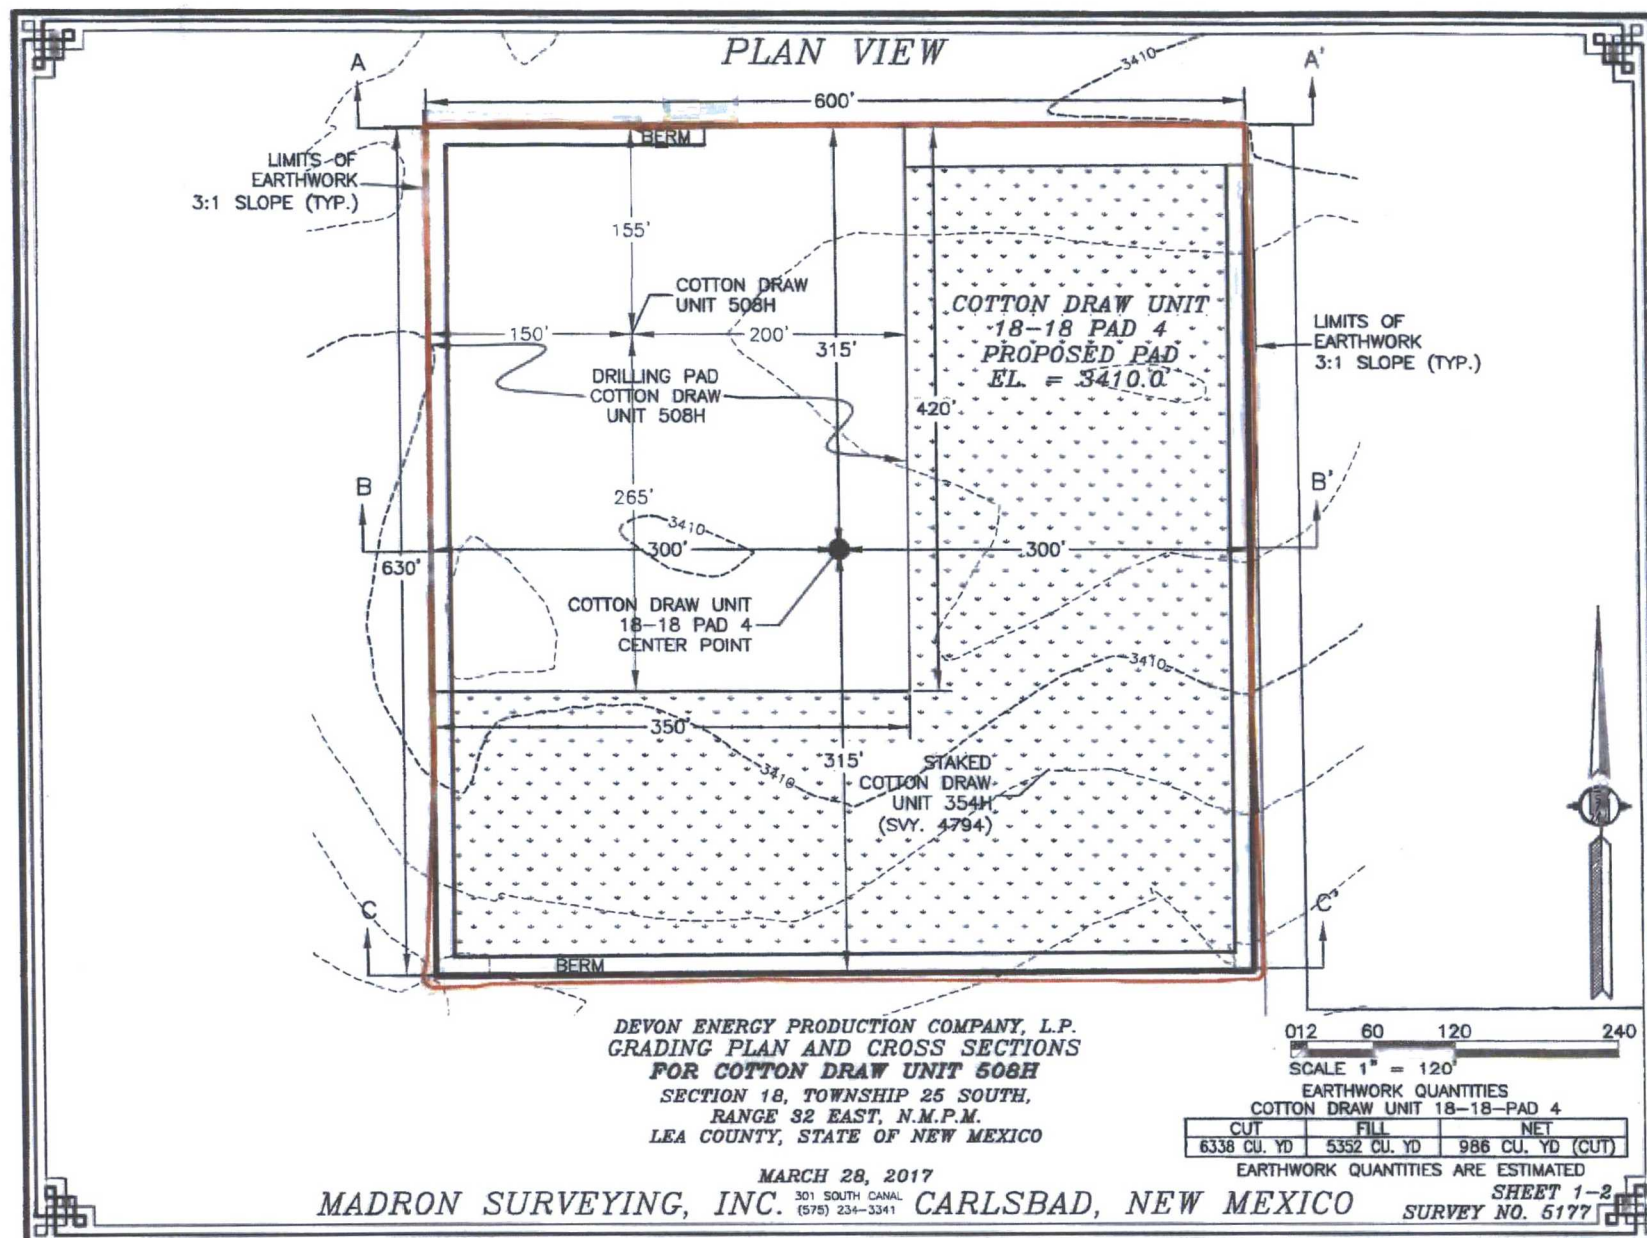 PLAN VIEW
A
A'
3410
600'
BERM
LIMITS OF
EARTHWORK
3:1 SLOPE (TYP.)
155'
COTTON DRAW
UNIT 508H
150'
200'
315'
COTTON DRAW UNIT
18-18 PAD 4
PROPOSED PAD
EL. = 3410.0'
LIMITS OF
EARTHWORK
3:1 SLOPE (TYP.)
DRILLING PAD
COTTON DRAW
UNIT 508H
420'
B
B'
265'
3410
300'
300'
630'
COTTON DRAW UNIT
18-18 PAD 4
CENTER POINT
3410
350'
315'
3410
STAKED
COTTON DRAW
UNIT 354H
(SVY. 4794)
C
C'
BERM
DEVON ENERGY PRODUCTION COMPANY, L.P.
GRADING PLAN AND CROSS SECTIONS
FOR COTTON DRAW UNIT 508H
SECTION 18, TOWNSHIP 25 SOUTH,
RANGE 32 EAST, N.M.P.M.
LEA COUNTY, STATE OF NEW MEXICO
MARCH 28, 2017
012 60 120 240
SCALE 1" = 120'
EARTHWORK QUANTITIES
COTTON DRAW UNIT 18-18-PAD 4
CUT FILL NET
6338 CU. YD 5352 CU. YD 986 CU. YD (CUT)
EARTHWORK QUANTITIES ARE ESTIMATED
SHEET 1-2
SURVEY NO. 5177
MADRON SURVEYING, INC. 301 SOUTH CANAL (575) 234-3341 CARLSBAD, NEW MEXICO